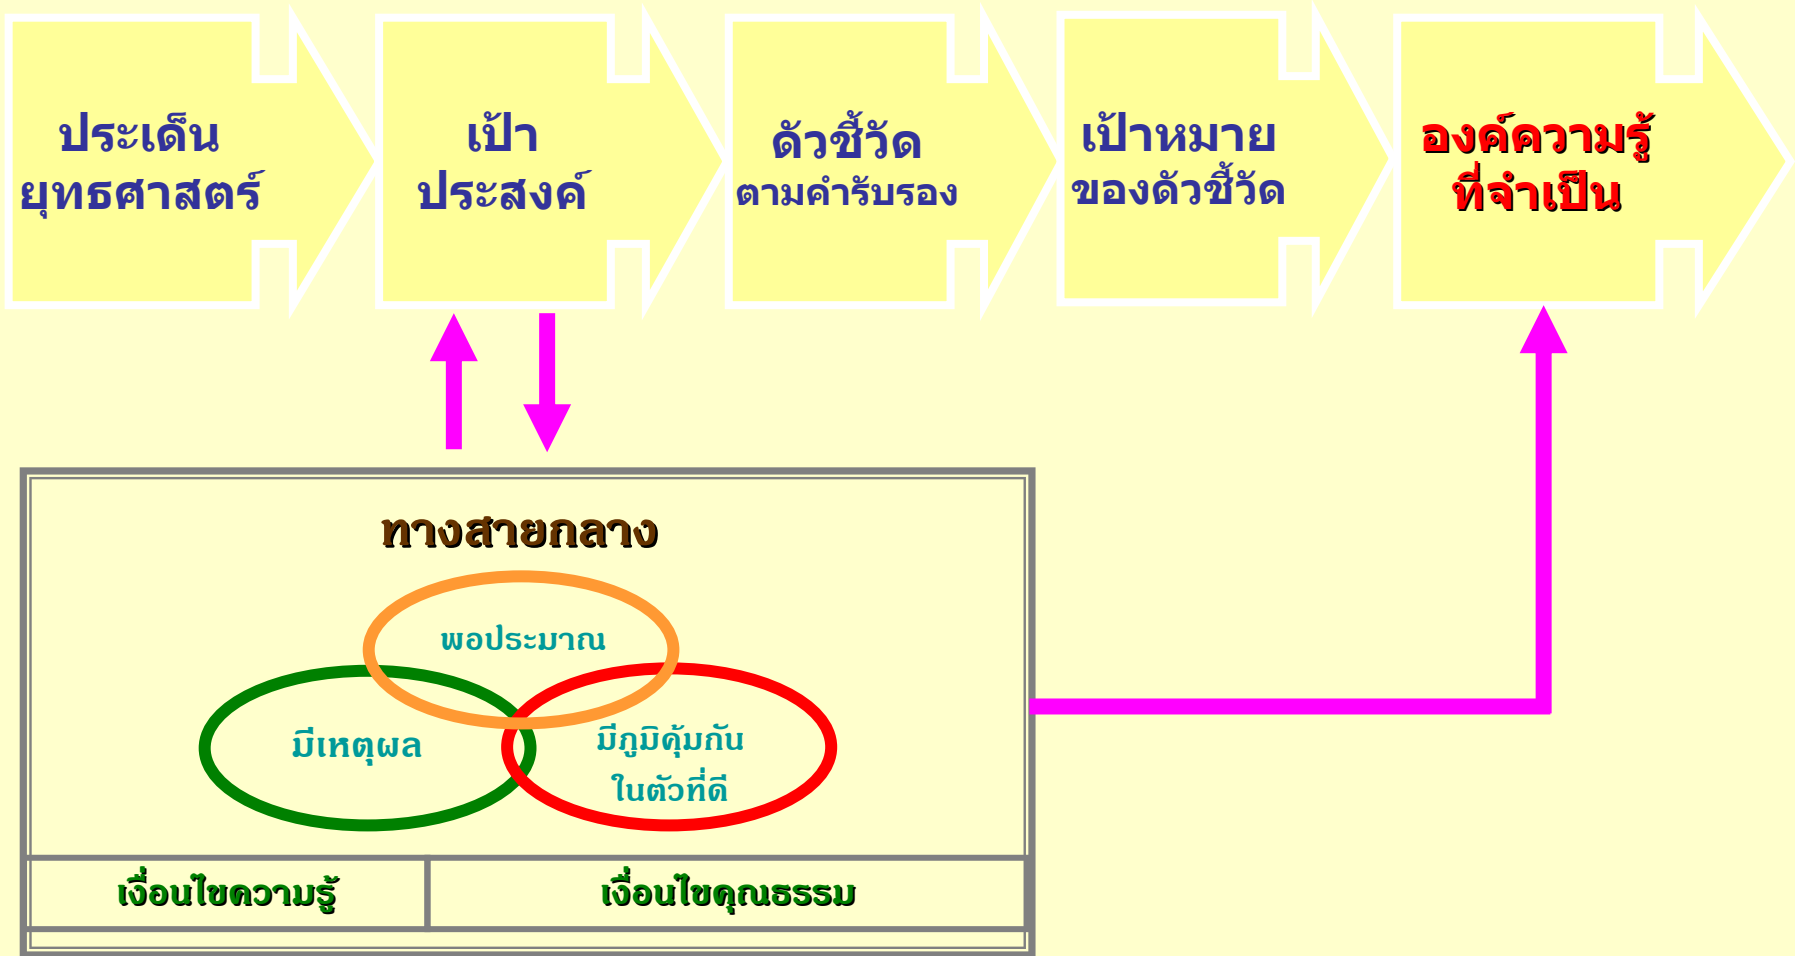 ประเด็น
ยุทธศาสตร์
เป้า
ประสงค์
ตัวชี้วัด
ตามคำรับรอง
เป้าหมาย
ของตัวชี้วัด
องค์ความรู้
ที่จำเป็น
ทางสายกลาง
พอประมาณ
มีเหตุผล
มีภูมิคุ้มกัน
ในตัวที่ดี
เงื่อนไขความรู้
เงื่อนไขคุณธรรม